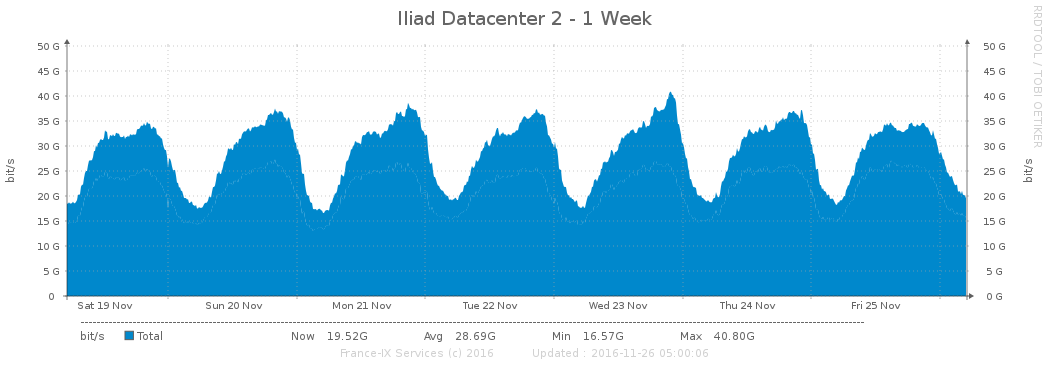 Iliad Datacenter 2 - 1 Week
RRDTOOL / TOBI OETIKER
bit/s
50 G 50 G
45 G 45 G
40 G 40 G
35 G 35 G
30 G 30 G
25 G 25 G
20 G 20 G
15 G 15 G
10 G 10 G
5 G 5 G
0 0 G
bit/s
Sat 19 Nov Sun 20 Nov Mon 21 Nov Tue 22 Nov Wed 23 Nov Thu 24 Nov Fri 25 Nov
bit/s Total Now 19.52G Avg 28.69G Min 16.57G Max 40.80G
France-IX Services (c) 2016 Updated : 2016-11-26 05:00:06